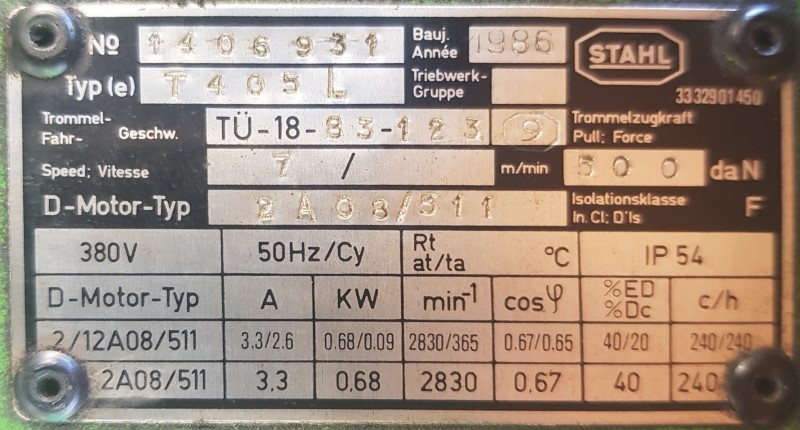 No 1406931 Bauj. Année 1986 STAHL
Typ(e) T405L Triebwerk-Gruppe 3332901450
Trommel- Fahr- Geschw. TÜ-18-83-123 9 Trommelzugkraft Pull; Force
Speed; Vitesse 7 / m/min 500 daN
D-Motor-Typ 2A08/511 Isolationsklasse In. Cl; D'Is F
380V 50Hz/Cy Rt at/ta °C IP 54
D-Motor-Typ A KW min⁻¹ cosφ %ED %Dc c/h
2/12A08/511 3.3/2.6 0.68/0.09 2830/365 0.67/0.65 40/20 240/240
2A08/511 3,3 0,68 2830 0,67 40 240